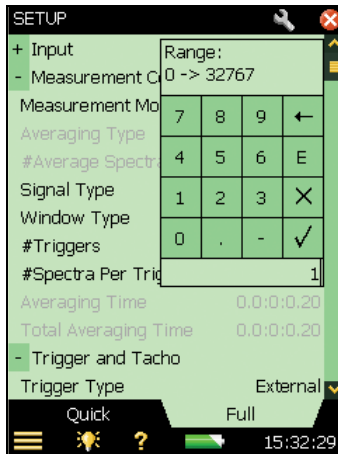 SETUP
+ Input
- Measurement C
Measurement Mo
Averaging Type
#Average Spectra
Signal Type
Window Type
#Triggers
#Spectra Per Trig
Averaging Time 0.0:0:0.20
Total Averaging Time 0.0:0:0.20
- Trigger and Tacho
Trigger Type External
Range:
0 -> 32767
7 8 9 ←
4 5 6 E
1 2 3 ✕
0 . - ✓
1
Quick Full
? 15:32:29